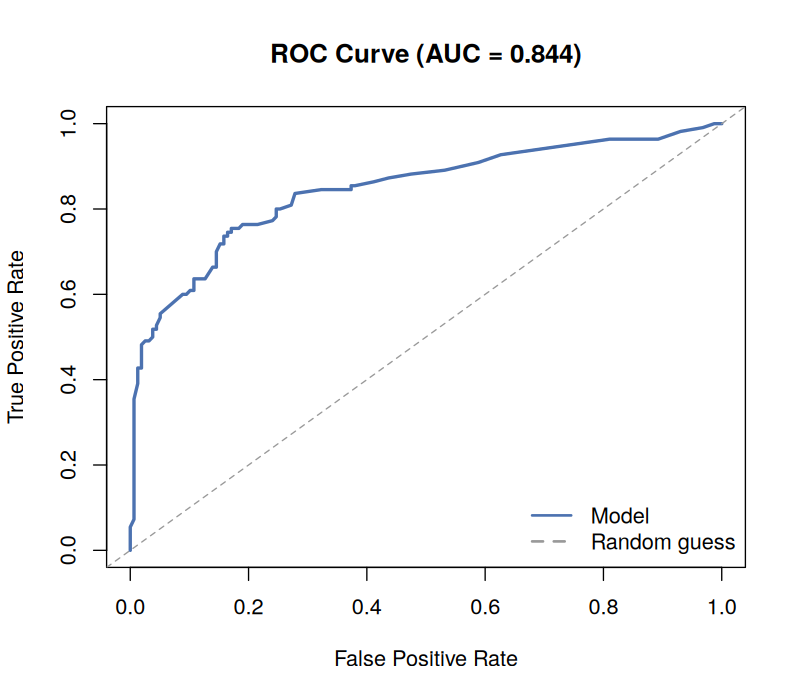 ROC Curve (AUC = 0.844)
True Positive Rate
1.0
0.8
0.6
0.4
0.2
0.0
Model
Random guess
0.0 0.2 0.4 0.6 0.8 1.0
False Positive Rate